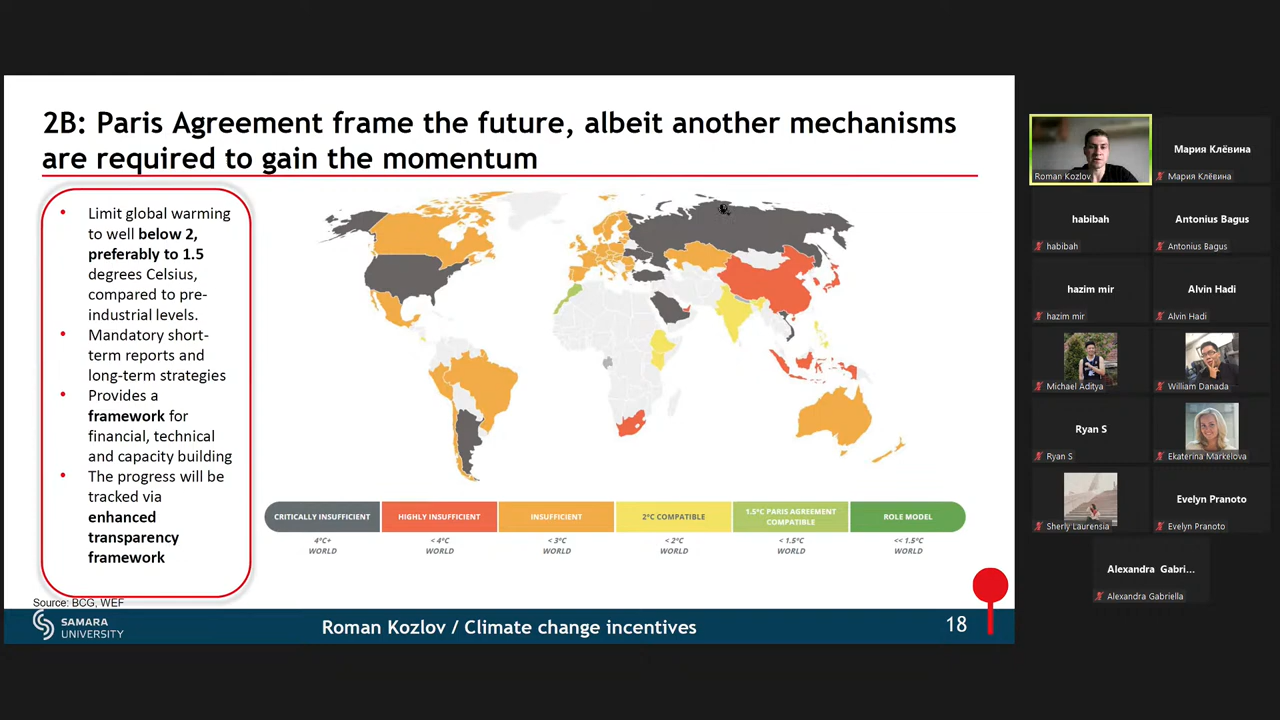 2B: Paris Agreement frame the future, albeit another mechanisms
are required to gain the momentum
• Limit global warming
to well below 2,
preferably to 1.5
degrees Celsius,
compared to pre-
industrial levels.
• Mandatory short-
term reports and
long-term strategies
• Provides a
framework for
financial, technical
and capacity building
• The progress will be
tracked via
enhanced
transparency
framework
CRITICALLY INSUFFICIENT
HIGHLY INSUFFICIENT
INSUFFICIENT
2°C COMPATIBLE
1.5°C PARIS AGREEMENT
COMPATIBLE
ROLE MODEL
4°C+
WORLD
< 4°C
WORLD
< 3°C
WORLD
< 2°C
WORLD
< 1.5°C
WORLD
<< 1.5°C
WORLD
Source: BCG, WEF
SAMARA
UNIVERSITY
Roman Kozlov / Climate change incentives
18
Roman Kozlov
Мария Клёвина
Мария Клёвина
habibah
habibah
Antonius Bagus
Antonius Bagus
hazim mir
hazim mir
Alvin Hadi
Alvin Hadi
Michael Aditya
William Danada
Ryan S
Ryan S
Ekaterina Markelova
Sherly Laurensia
Evelyn Pranoto
Evelyn Pranoto
Alexandra Gabri...
Alexandra Gabriella